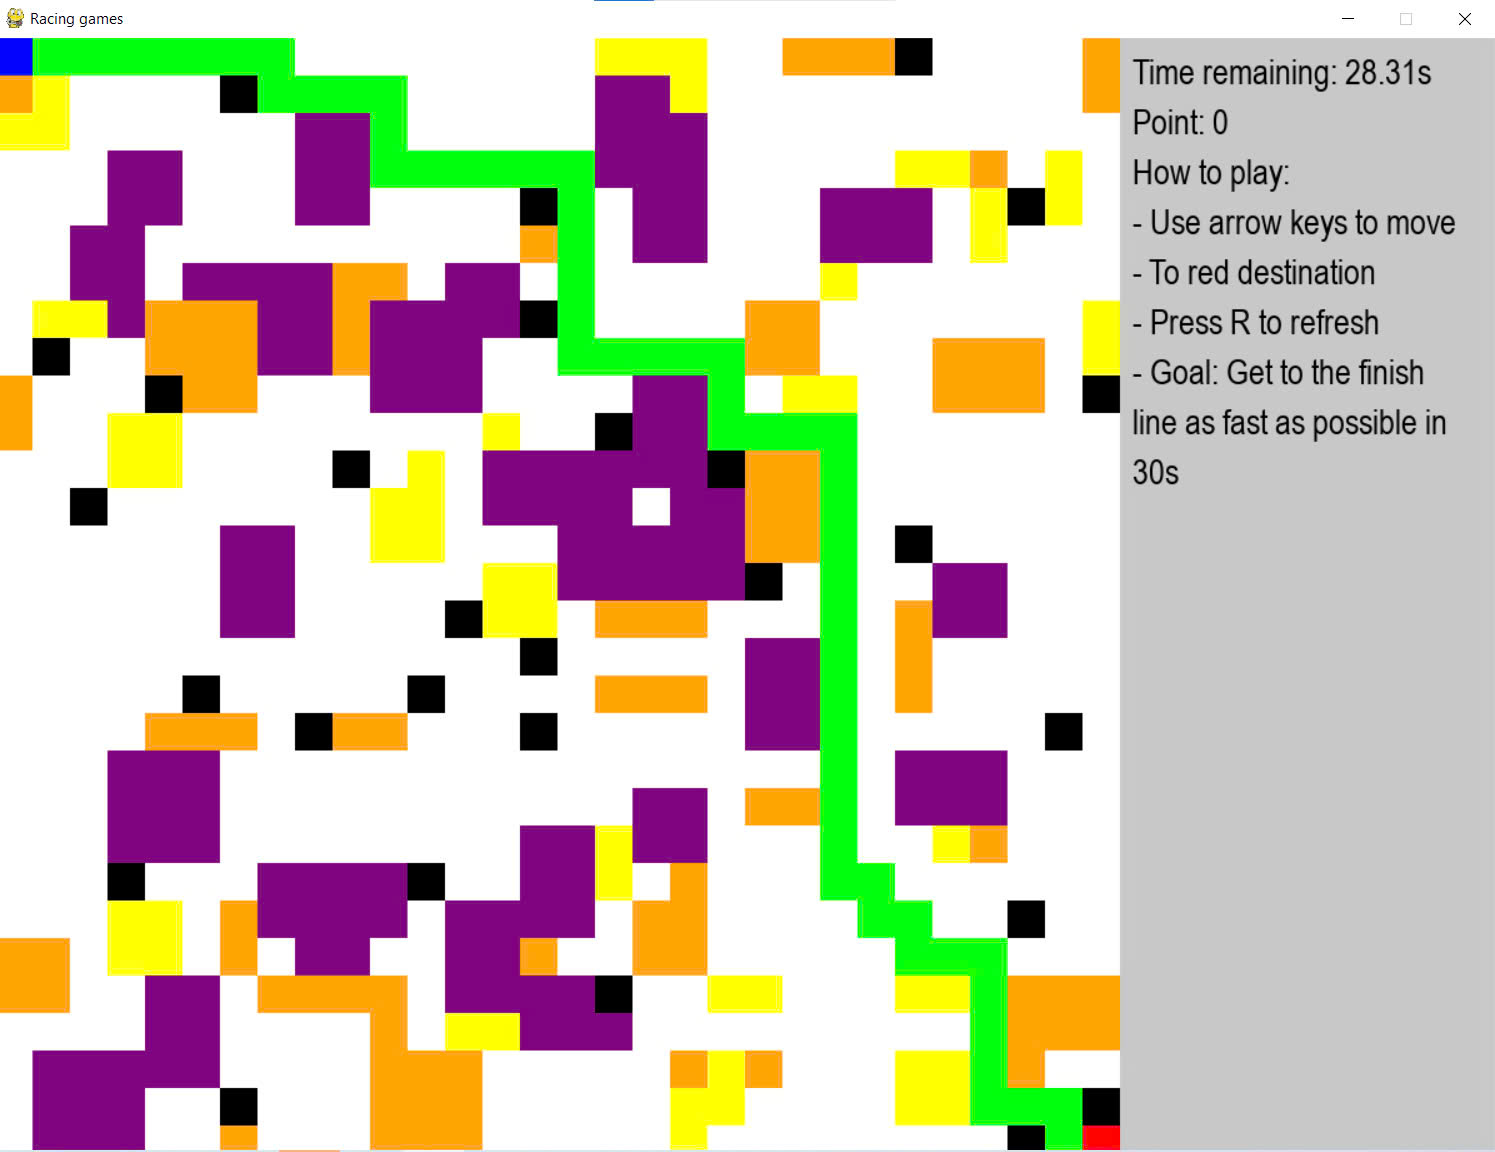 Racing games
Time remaining: 28.31s
Point: 0
How to play:
- Use arrow keys to move
- To red destination
- Press R to refresh
- Goal: Get to the finish
line as fast as possible in
30s